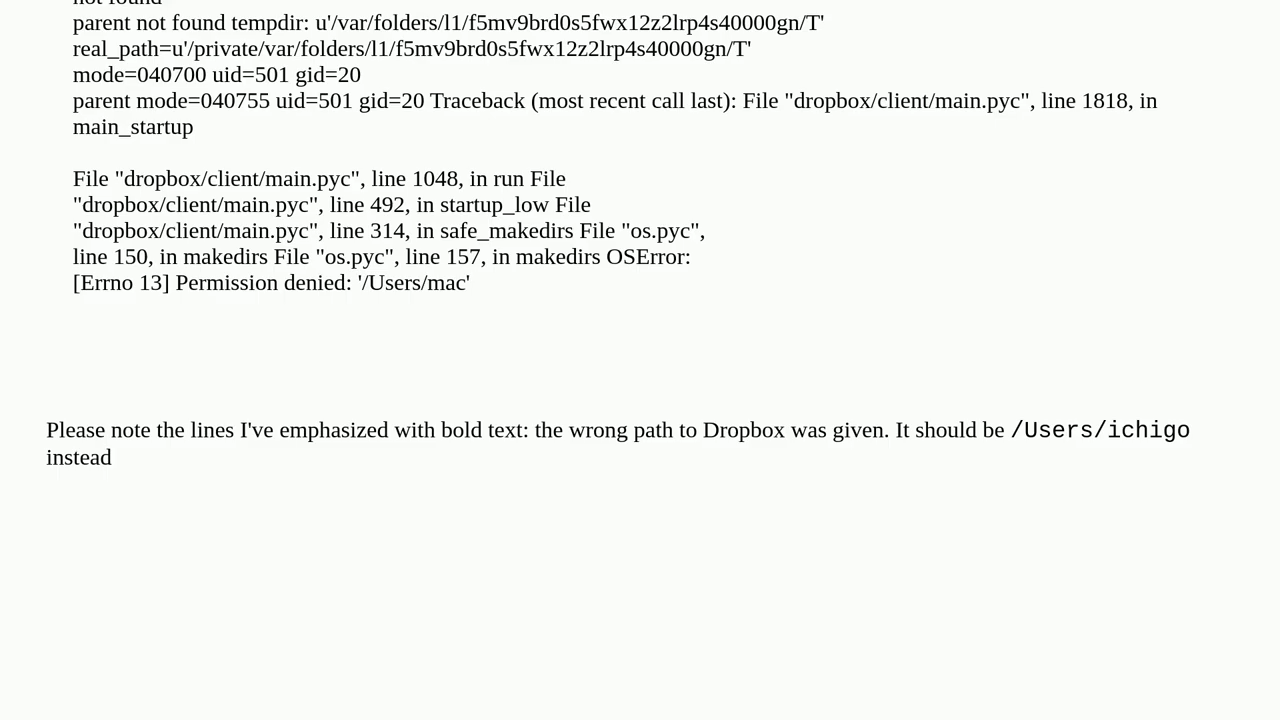 not found
parent not found tempdir: u'/var/folders/l1/f5mv9brd0s5fwx12z2lrp4s40000gn/T'
real_path=u'/private/var/folders/l1/f5mv9brd0s5fwx12z2lrp4s40000gn/T'
mode=040700 uid=501 gid=20
parent mode=040755 uid=501 gid=20 Traceback (most recent call last): File "dropbox/client/main.pyc", line 1818, in
main_startup
File "dropbox/client/main.pyc", line 1048, in run File
"dropbox/client/main.pyc", line 492, in startup_low File
"dropbox/client/main.pyc", line 314, in safe_makedirs File "os.pyc",
line 150, in makedirs File "os.pyc", line 157, in makedirs OSError:
[Errno 13] Permission denied: '/Users/mac'
Please note the lines I've emphasized with bold text: the wrong path to Dropbox was given. It should be /Users/ichigo
instead